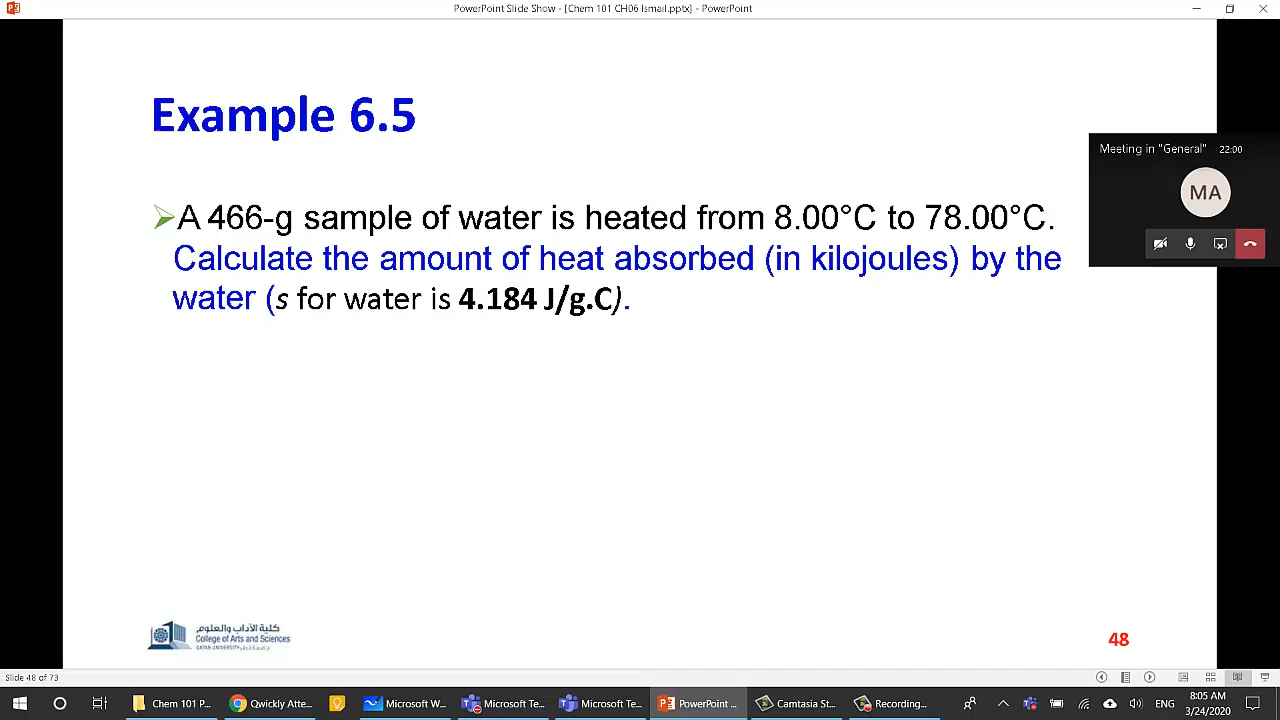 PowerPoint Slide Show - [Chem 101 CH06 Ismail.pptx] - PowerPoint
Example 6.5
Meeting in "General" 22:00
MA
A 466-g sample of water is heated from 8.00°C to 78.00°C.
Calculate the amount of heat absorbed (in kilojoules) by the
water (s for water is 4.184 J/g.C).
كلية الآداب والعلوم
College of Arts and Sciences
QATAR UNIVERSITY جامعة قطر
48
Slide 48 of 73
Chem 101 P...
Qwickly Atte...
Microsoft W...
Microsoft Te...
Microsoft Te...
PowerPoint ...
Camtasia St...
Recording...
ENG
8:05 AM
3/24/2020